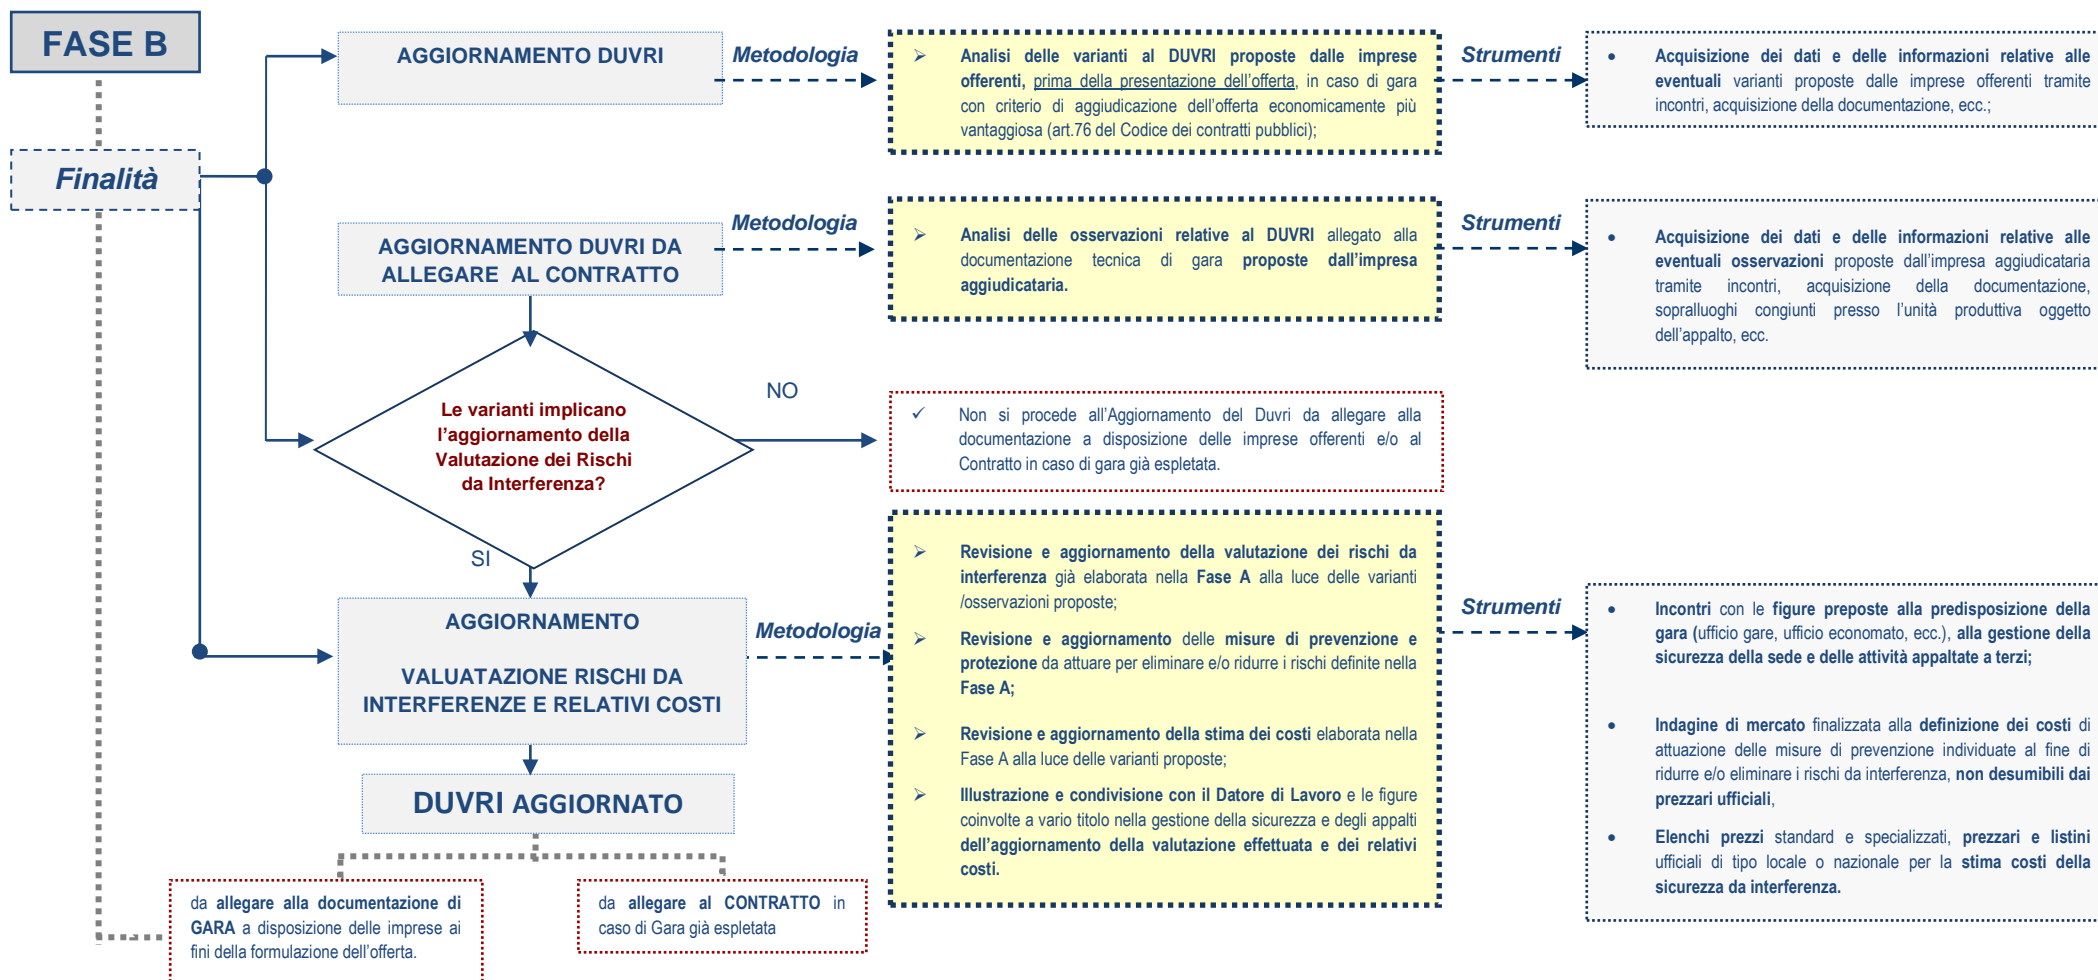 FASE B
Finalità
AGGIORNAMENTO DUVRI
Metodologia
➢ Analisi delle varianti al DUVRI proposte dalle imprese
offerenti, prima della presentazione dell'offerta, in caso di gara
con criterio di aggiudicazione dell'offerta economicamente più
vantaggiosa (art.76 del Codice dei contratti pubblici);
Strumenti
• Acquisizione dei dati e delle informazioni relative alle
eventuali varianti proposte dalle imprese offerenti tramite
incontri, acquisizione della documentazione, ecc.;
AGGIORNAMENTO DUVRI DA
ALLEGARE AL CONTRATTO
Metodologia
➢ Analisi delle osservazioni relative al DUVRI allegato alla
documentazione tecnica di gara proposte dall'impresa
aggiudicataria.
Strumenti
• Acquisizione dei dati e delle informazioni relative alle
eventuali osservazioni proposte dall'impresa aggiudicataria
tramite incontri, acquisizione della documentazione,
sopralluoghi congiunti presso l'unità produttiva oggetto
dell'appalto, ecc.
Le varianti implicano
l'aggiornamento della
Valutazione dei Rischi
da Interferenza?
NO
✓ Non si procede all'Aggiornamento del Duvri da allegare alla
documentazione a disposizione delle imprese offerenti e/o al
Contratto in caso di gara già espletata.
SI
AGGIORNAMENTO
VALUATAZIONE RISCHI DA
INTERFERENZE E RELATIVI COSTI
Metodologia
➢ Revisione e aggiornamento della valutazione dei rischi da
interferenza già elaborata nella Fase A alla luce delle varianti
/osservazioni proposte;
➢ Revisione e aggiornamento delle misure di prevenzione e
protezione da attuare per eliminare e/o ridurre i rischi definite nella
Fase A;
➢ Revisione e aggiornamento della stima dei costi elaborata nella
Fase A alla luce delle varianti proposte;
➢ Illustrazione e condivisione con il Datore di Lavoro e le figure
coinvolte a vario titolo nella gestione della sicurezza e degli appalti
dell'aggiornamento della valutazione effettuata e dei relativi
costi.
Strumenti
• Incontri con le figure preposte alla predisposizione della
gara (ufficio gare, ufficio economato, ecc.), alla gestione della
sicurezza della sede e delle attività appaltate a terzi;
• Indagine di mercato finalizzata alla definizione dei costi di
attuazione delle misure di prevenzione individuate al fine di
ridurre e/o eliminare i rischi da interferenza, non desumibili dai
prezzari ufficiali,
• Elenchi prezzi standard e specializzati, prezzari e listini
ufficiali di tipo locale o nazionale per la stima costi della
sicurezza da interferenza.
DUVRI AGGIORNATO
da allegare alla documentazione di
GARA a disposizione delle imprese ai
fini della formulazione dell'offerta.
da allegare al CONTRATTO in
caso di Gara già espletata